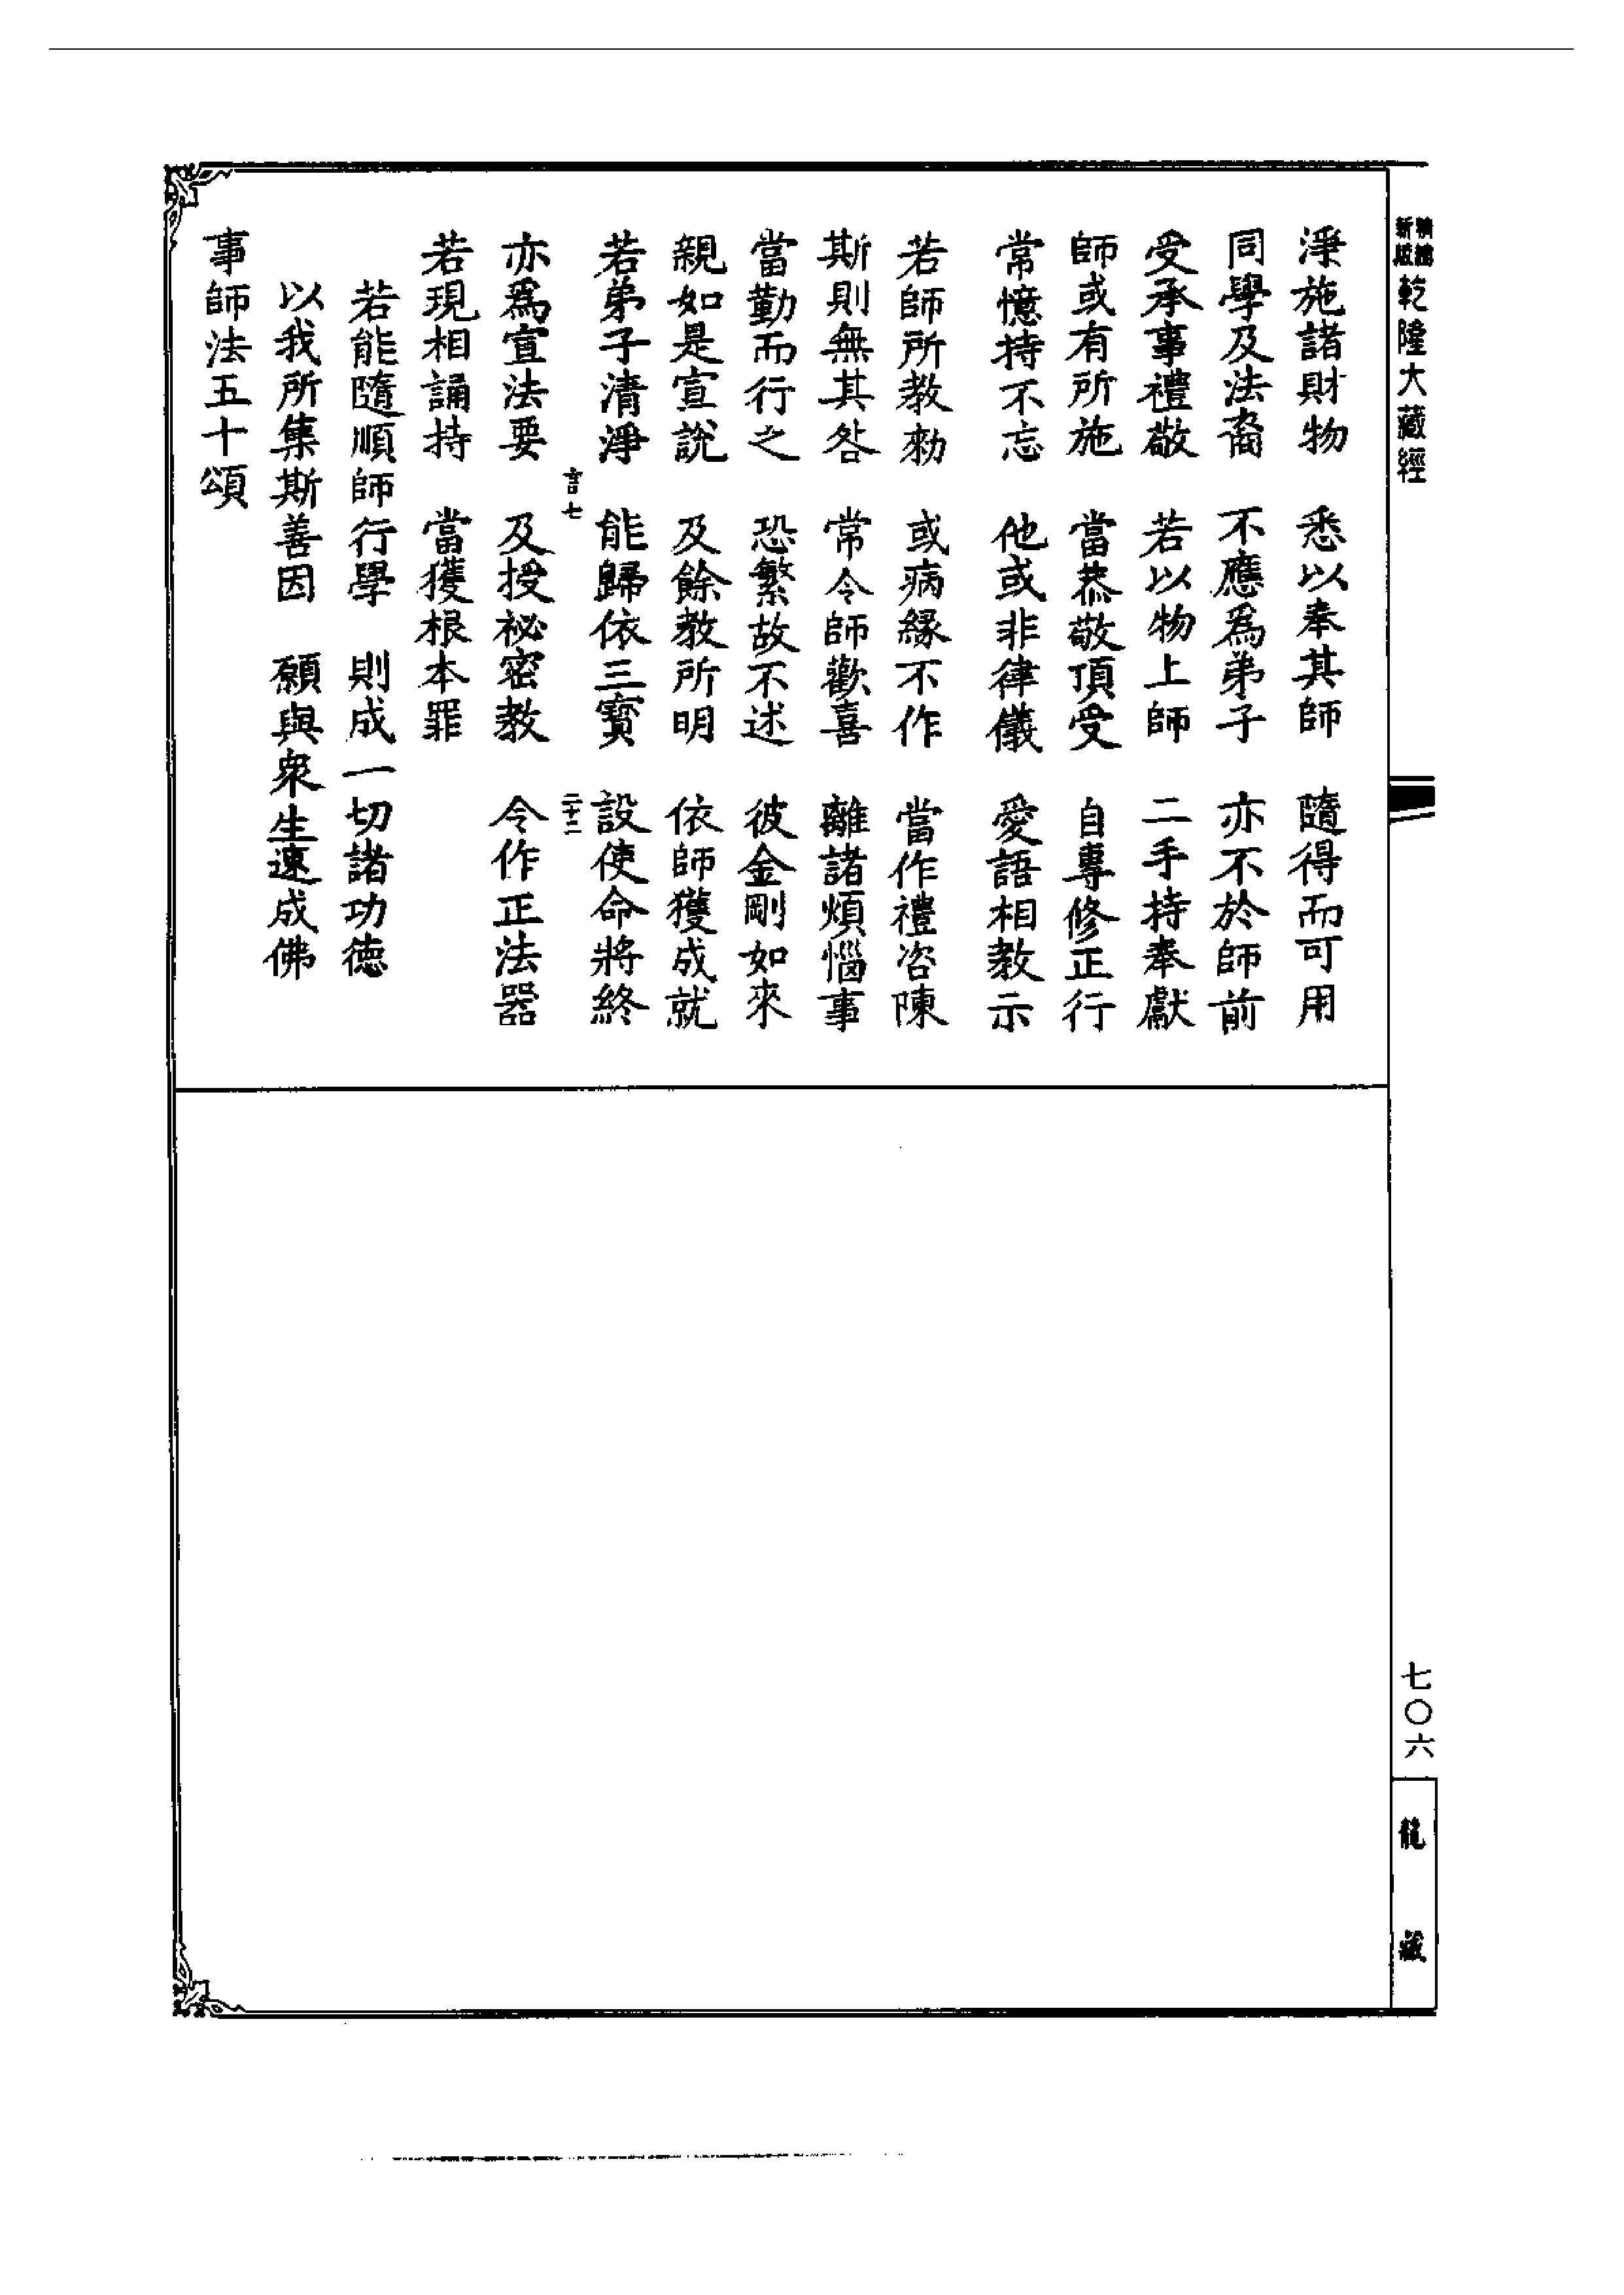 新編縮版
乾隆大藏經
淨施諸財物　悉以奉其師　隨得而可用
同學及法裔　不應爲弟子　亦不於師前
受承事禮敬　若以物上師　二手持奉獻
師或有所施　當恭敬頂受　自專修正行
常憶持不忘　他或非律儀　愛語相教示
若師所教勑　或病緣不作　當作禮咨陳
斯則無其咎　常令師歡喜　離諸煩惱事
當勤而行之　恐繁故不述　彼金剛如來
親如是宣說　及餘教所明　依師獲成就
若弟子清淨　能歸依三寶　設使命將終
言七　二十二
亦爲宣法要　及授祕密教　令作正法器
若現相誦持　當獲根本罪
若能隨順師行學　則成一切諸功德
以我所集斯善因　願與衆生速成佛
事師法五十頌
七〇六
龍藏